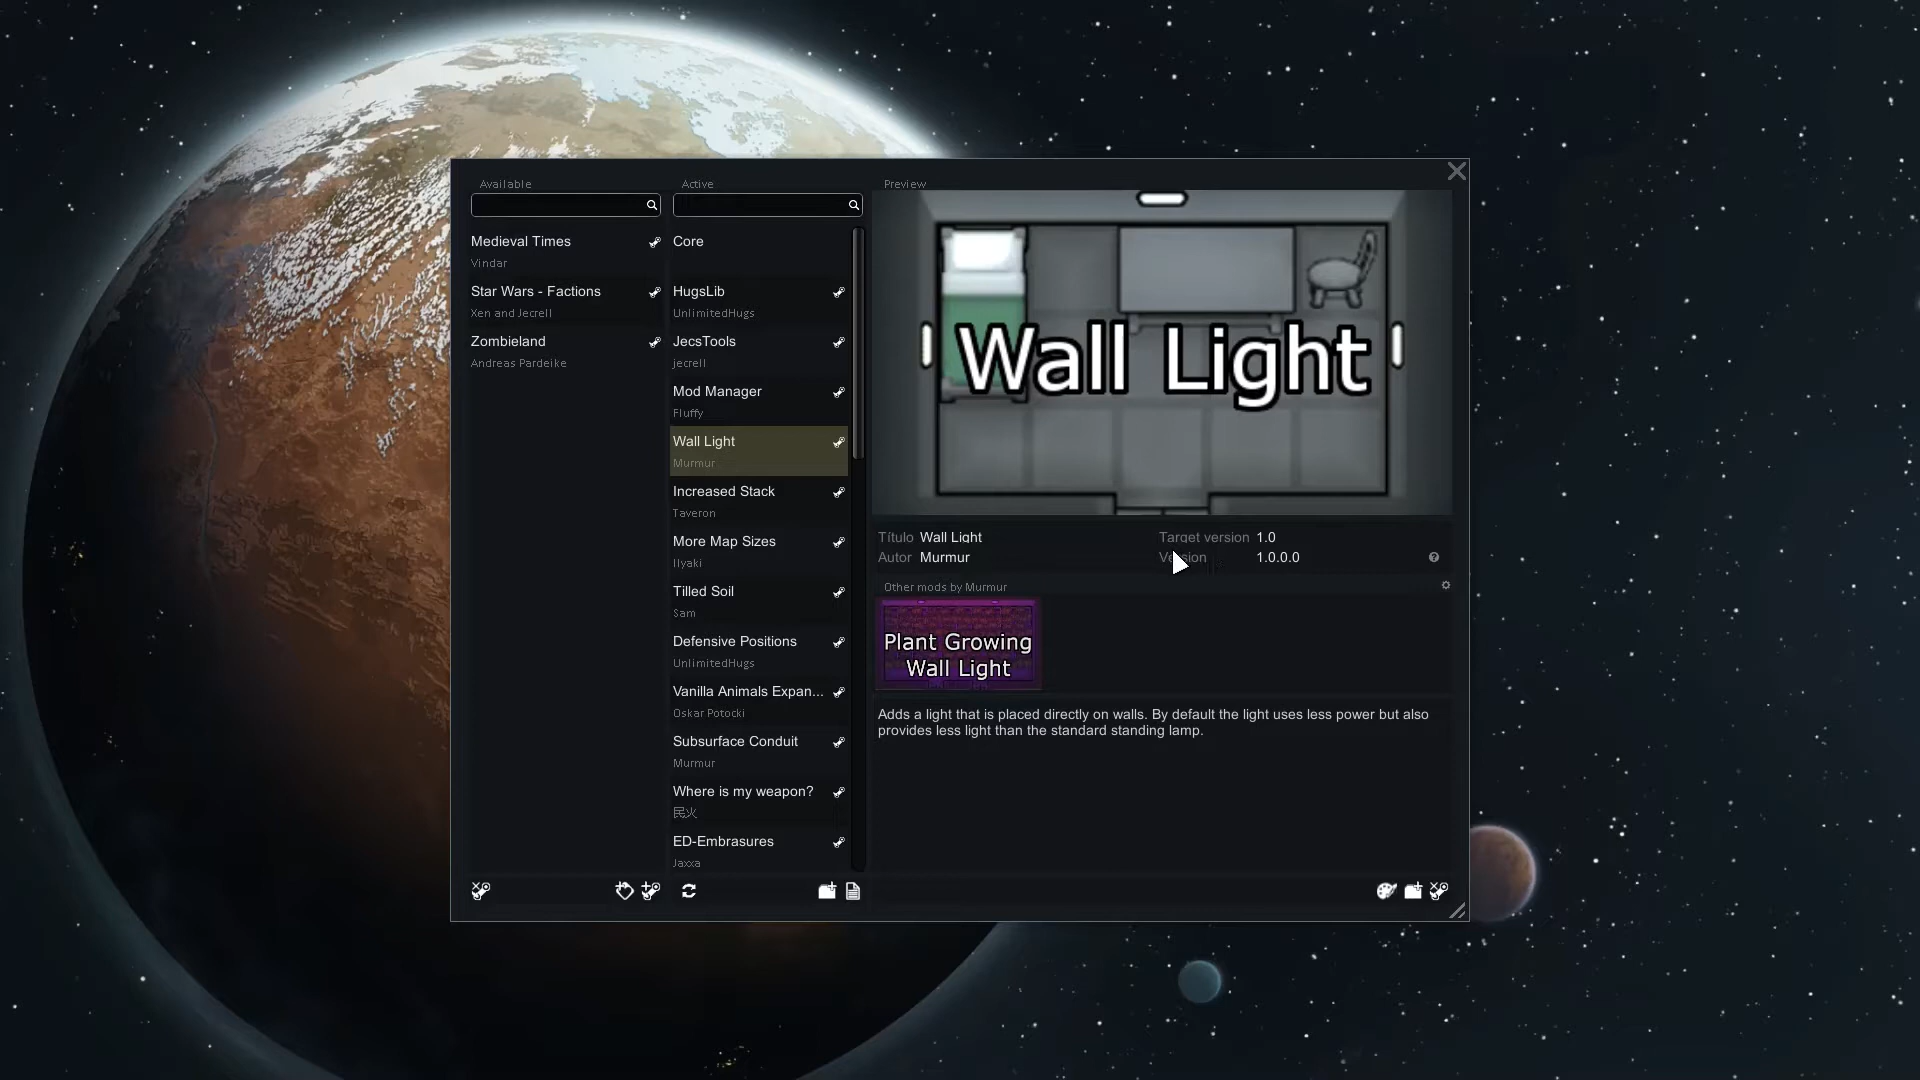 Available
Active
Preview
Medieval Times
Vindar
Star Wars - Factions
Xen and Jecrell
Zombieland
Andreas Pardeike
Core
HugsLib
UnlimitedHugs
JecsTools
jecrell
Mod Manager
Fluffy
Wall Light
Murmur
Increased Stack
Taveron
More Map Sizes
Ilyaki
Tilled Soil
Sam
Defensive Positions
UnlimitedHugs
Vanilla Animals Expan...
Oskar Potocki
Subsurface Conduit
Murmur
Where is my weapon?
民火
ED-Embrasures
Jaxxa
Wall Light
Título Wall Light
Target version 1.0
Autor Murmur
Version 1.0.0.0
Other mods by Murmur
Plant Growing
Wall Light
Adds a light that is placed directly on walls. By default the light uses less power but also
provides less light than the standard standing lamp.